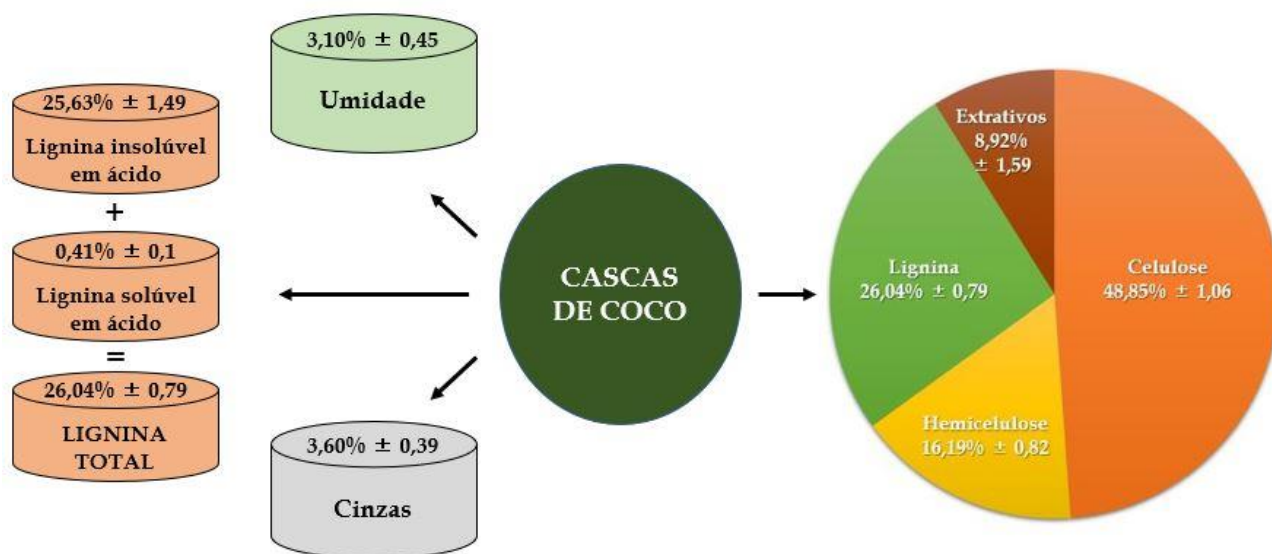 3,10% ± 0,45
Umidade
25,63% ± 1,49
Lignina insolúvel
em ácido
+
0,41% ± 0,1
Lignina solúvel
em ácido
=
26,04% ± 0,79
LIGNINA
TOTAL
3,60% ± 0,39
Cinzas
CASCAS
DE COCO
Extrativos
8,92%
± 1,59
Lignina
26,04% ± 0,79
Celulose
48,85% ± 1,06
Hemicelulose
16,19% ± 0,82